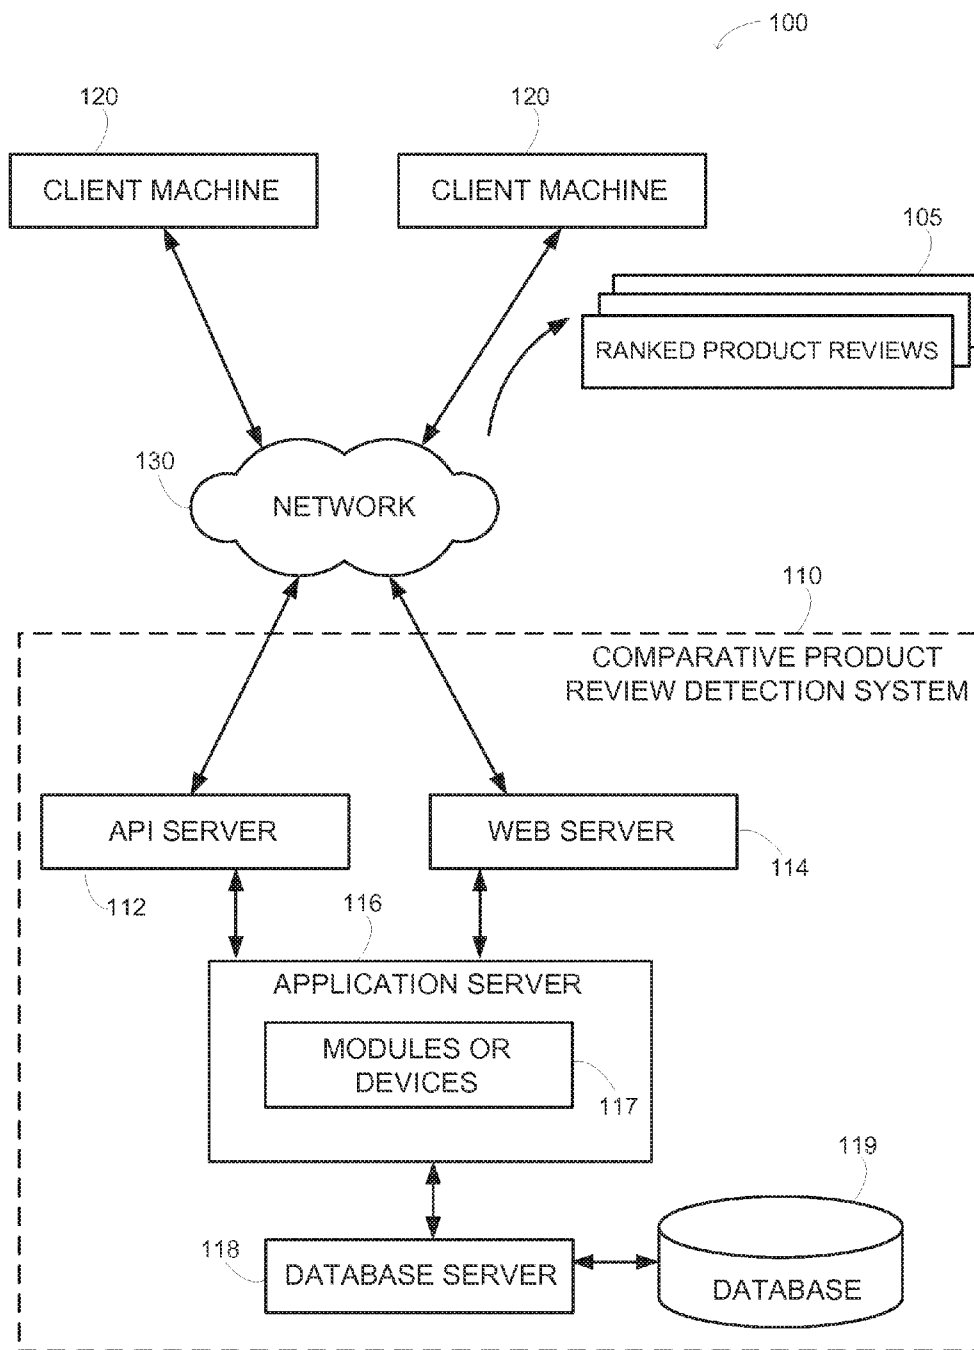 100
120
120
CLIENT MACHINE
CLIENT MACHINE
105
RANKED PRODUCT REVIEWS
130
NETWORK
110
COMPARATIVE PRODUCT
REVIEW DETECTION SYSTEM
API SERVER
WEB SERVER
112
114
116
APPLICATION SERVER
MODULES OR
DEVICES
117
119
118
DATABASE SERVER
DATABASE